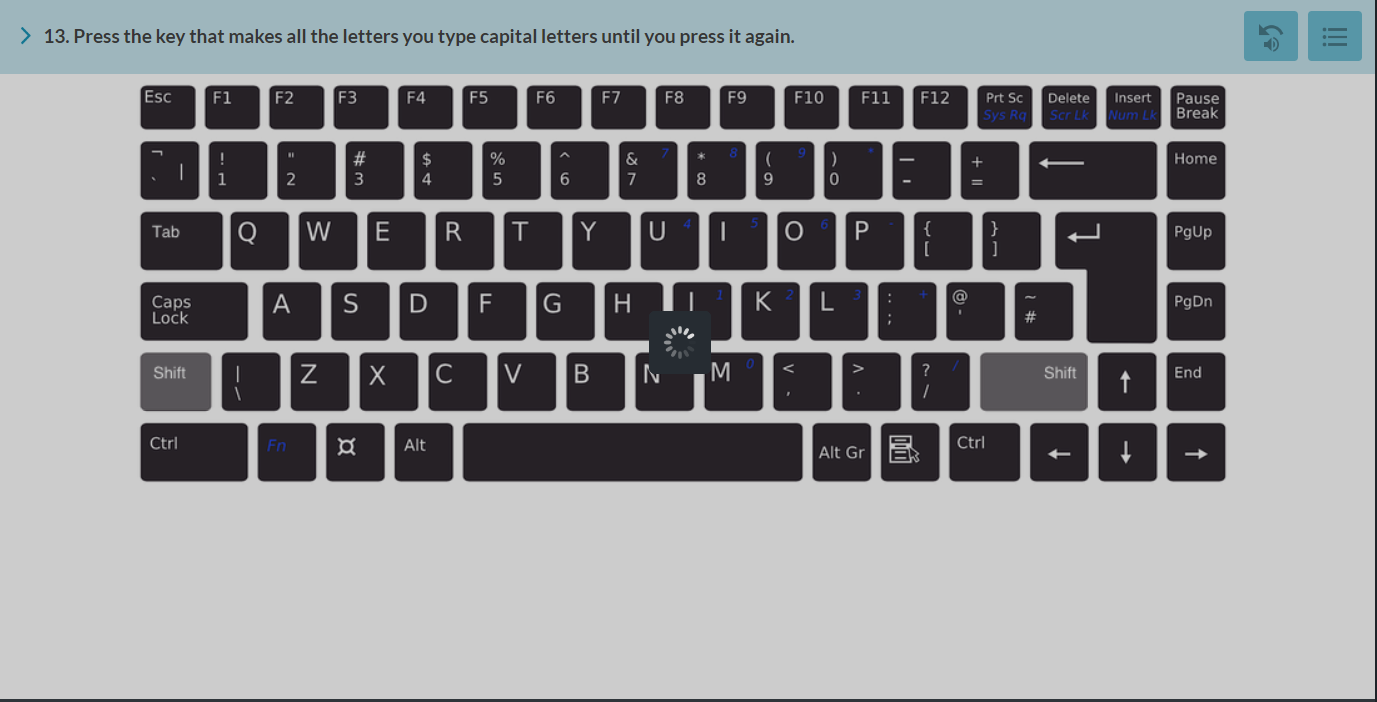 13. Press the key that makes all the letters you type capital letters until you press it again.
Esc F1 F2 F3 F4 F5 F6 F7 F8 F9 F10 F11 F12 Prt Sc Delete Insert Pause
Sys Rq Scr Lk Num Lk Break
¬ | ! " # $ % ^ & 7 * 8 ( 9 ) * — + Home
` 1 2 3 4 5 6 7 8 9 0 - =
Tab Q W E R T Y U 4 I 5 O 6 P - { } PgUp
[ ]
Caps A S D F G H J 1 K 2 L 3 : + @ ~ PgDn
Lock ; ' #
Shift | Z X C V B N M 0 < > ? / Shift ↑ End
\ , . /
Ctrl Fn ¤ Alt Alt Gr Ctrl ← ↓ →